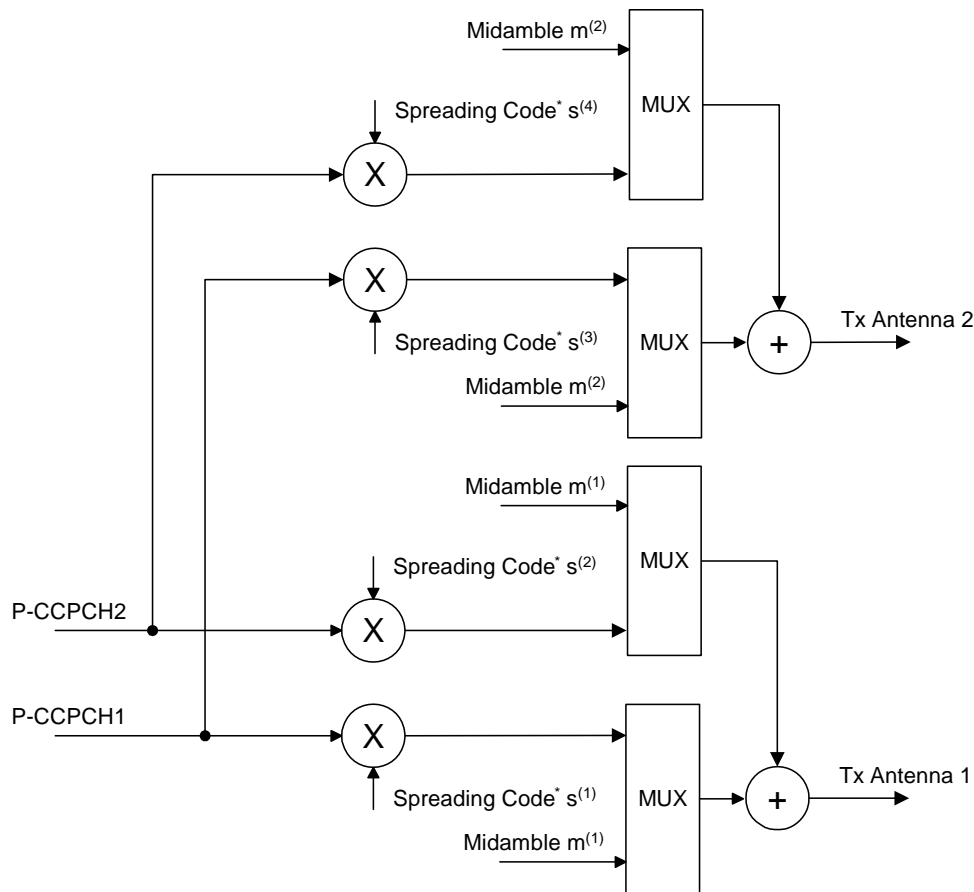 Midamble m(2)
MUX
Spreading Code* s(4)
X
X
Tx Antenna 2
Spreading Code* s(3)
MUX
+
Midamble m(2)
Midamble m(1)
MUX
Spreading Code* s(2)
P-CCPCH2
X
P-CCPCH1
X
Tx Antenna 1
Spreading Code* s(1)
MUX
+
Midamble m(1)